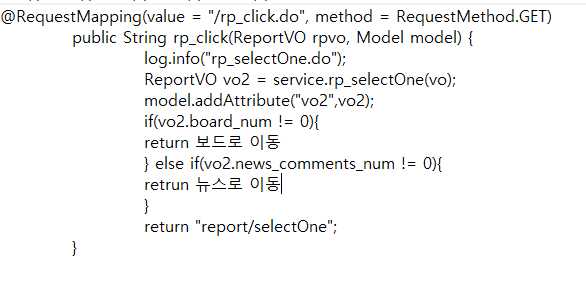 @RequestMapping(value = "/rp_click.do", method = RequestMethod.GET)
public String rp_click(ReportVO rpvo, Model model) {
log.info("rp_selectOne.do");
ReportVO vo2 = service.rp_selectOne(vo);
model.addAttribute("vo2",vo2);
if(vo2.board_num != 0){
return 보드로 이동
} else if(vo2.news_comments_num != 0){
retrun 뉴스로 이동
}
return "report/selectOne";
}